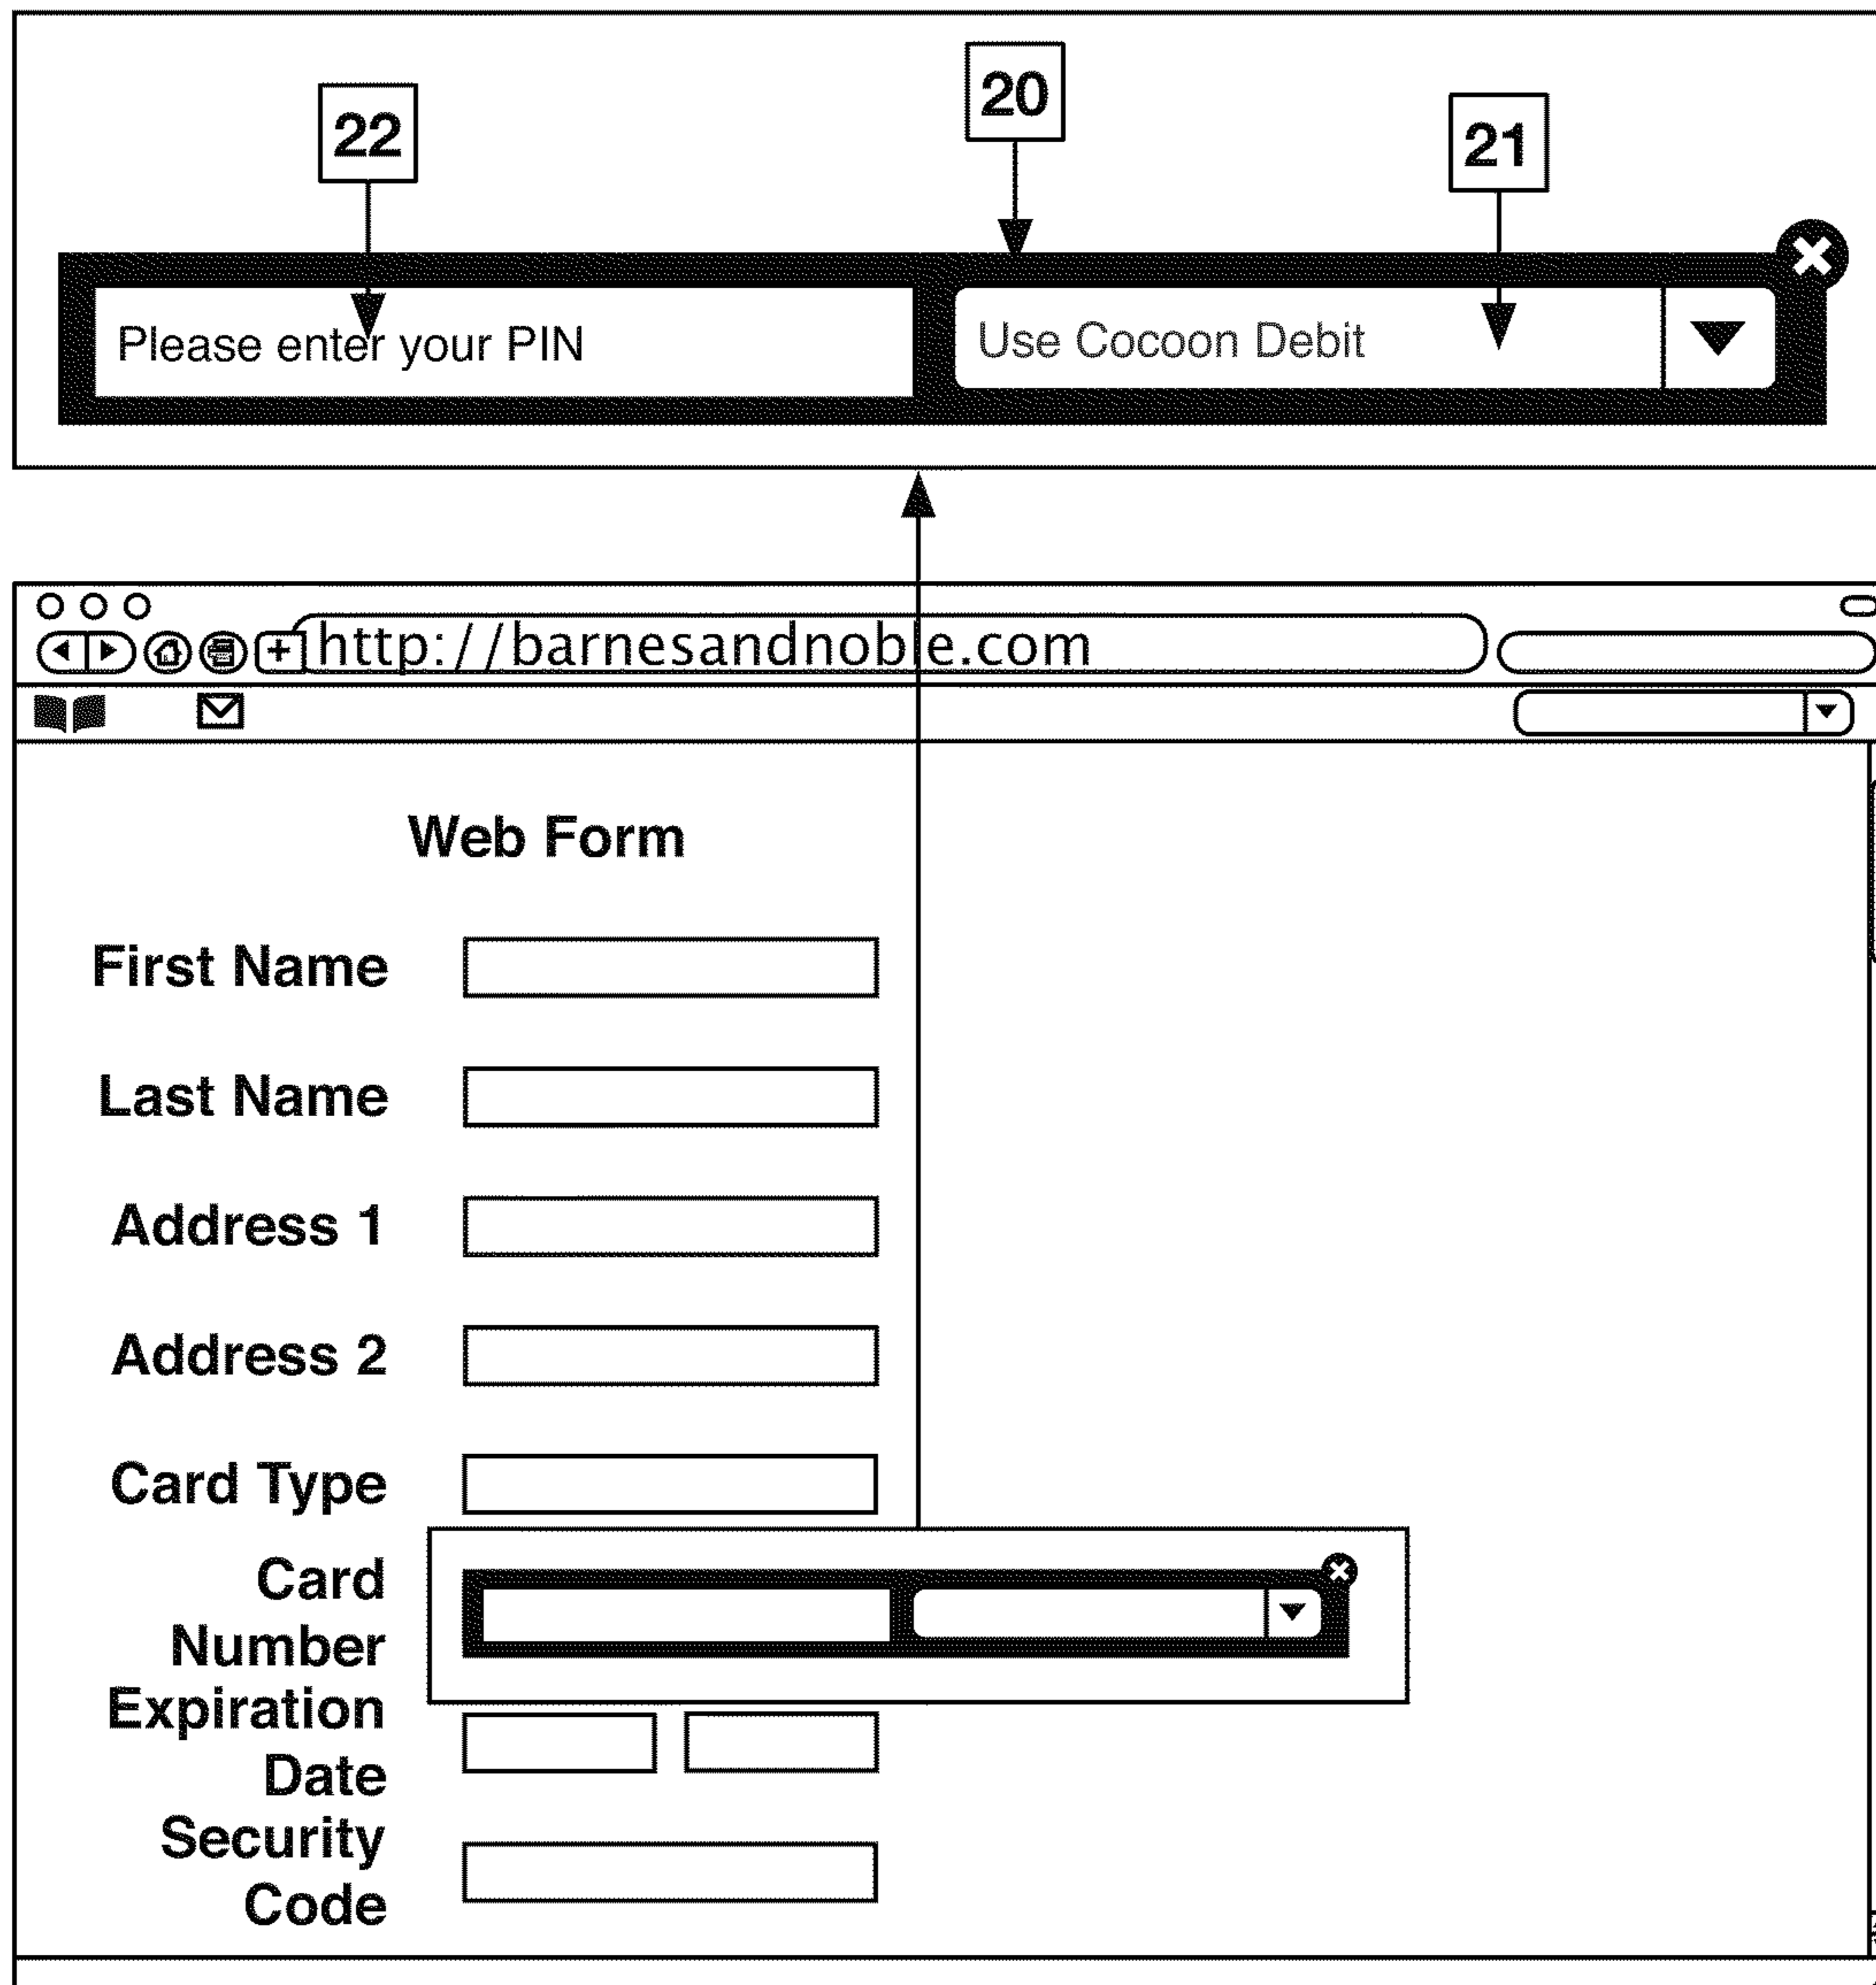 22
20
21
Please enter your PIN
Use Cocoon Debit
http://barnesandnoble.com
Web Form
First Name
Last Name
Address 1
Address 2
Card Type
Card
Number
Expiration
Date
Security
Code